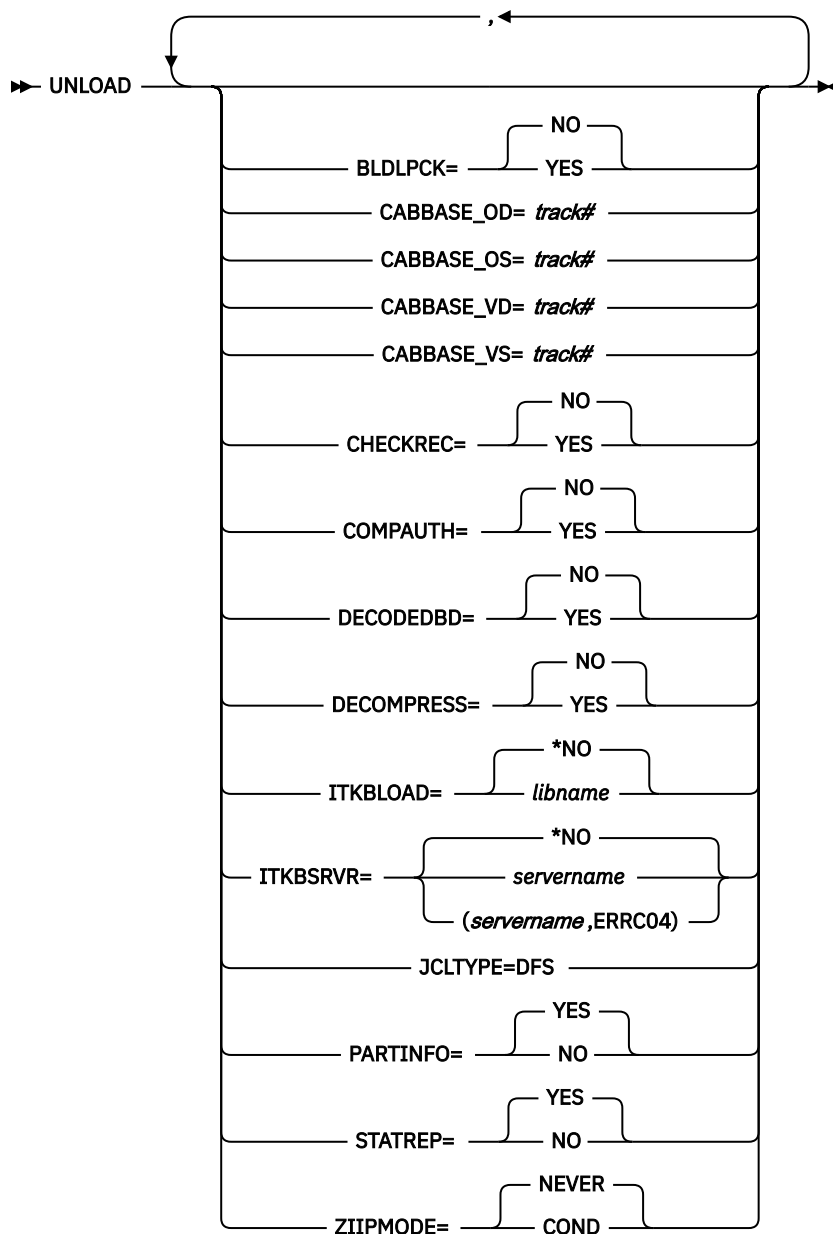 ,
UNLOAD
NO
BLDLPCK= YES
CABBASE_OD= track#
CABBASE_OS= track#
CABBASE_VD= track#
CABBASE_VS= track#
NO
CHECKREC= YES
NO
COMPAUTH= YES
NO
DECODEDBD= YES
NO
DECOMPRESS= YES
*NO
ITKBLOAD= libname
*NO
ITKBSRVR= servername
(servername,ERRC04)
JCLTYPE=DFS
YES
PARTINFO= NO
YES
STATREP= NO
NEVER
ZIIPMODE= COND